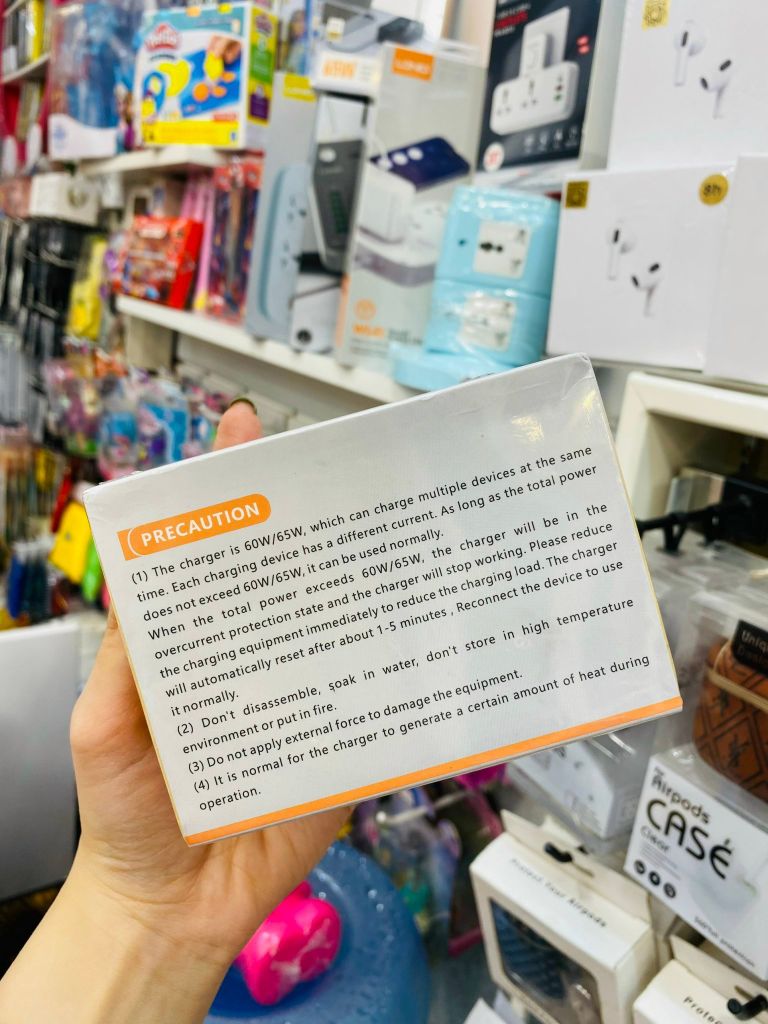 PRECAUTION
(1) The charger is 60W/65W, which can charge multiple devices at the same
time. Each charging device has a different current. As long as the total power
does not exceed 60W/65W, it can be used normally.
When the total power exceeds 60W/65W, the charger will be in the
overcurrent protection state and the charger will stop working. Please reduce
the charging equipment immediately to reduce the charging load. The charger
will automatically reset after about 1-5 minutes , Reconnect the device to use
it normally.
(2) Don't disassemble, soak in water, don't store in high temperature
environment or put in fire.
(3) Do not apply external force to damage the equipment.
(4) It is normal for the charger to generate a certain amount of heat during
operation.
Airpods
CASE
Clear
Protect Your Airpods